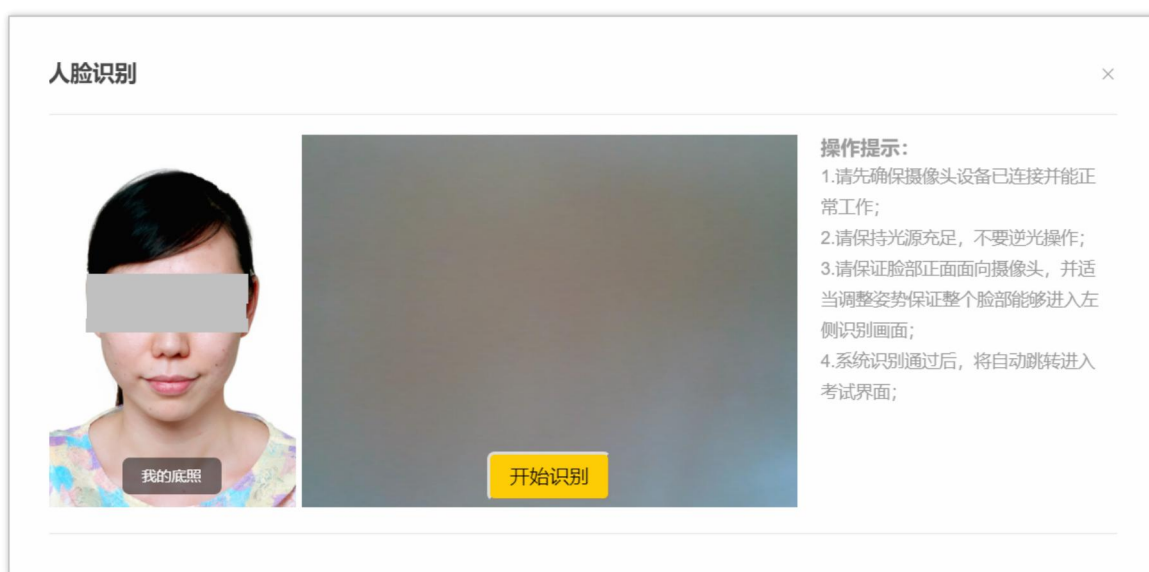 人脸识别
×
操作提示：
1.请先确保摄像头设备已连接并能正
常工作；
2.请保持光源充足，不要逆光操作；
3.请保证脸部正面面向摄像头，并适
当调整姿势保证整个脸部能够进入左
侧识别画面；
4.系统识别通过后，将自动跳转进入
考试界面；
我的底照
开始识别